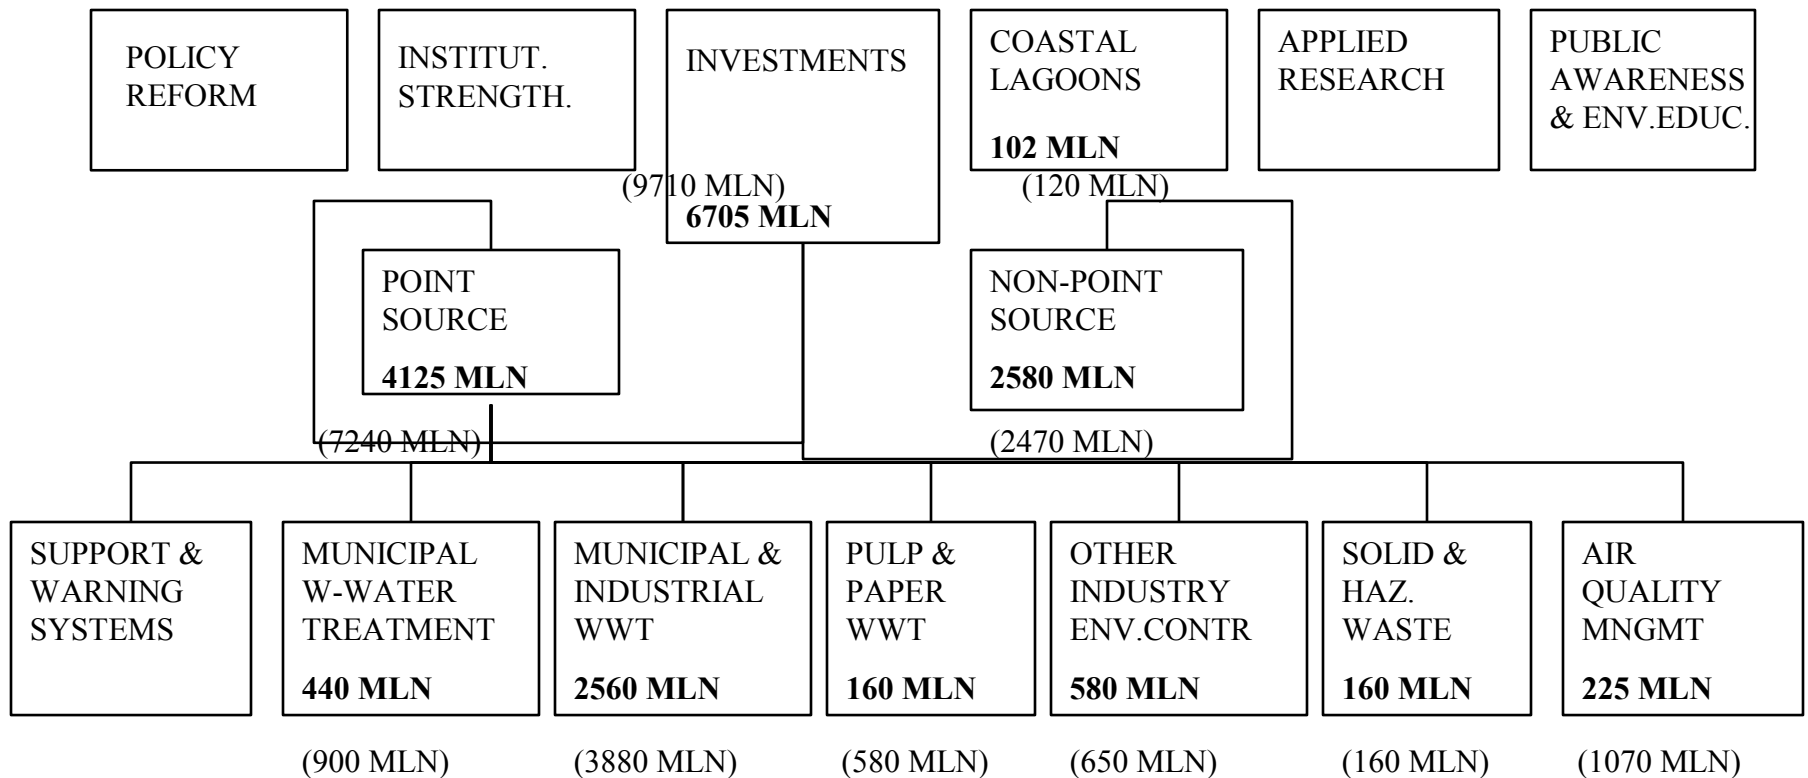 POLICY
REFORM
INSTITUT.
STRENGTH.
INVESTMENTS
COASTAL
LAGOONS
102 MLN
APPLIED
RESEARCH
PUBLIC
AWARENESS
& ENV.EDUC.
(9710 MLN)
6705 MLN
(120 MLN)
POINT
SOURCE
4125 MLN
NON-POINT
SOURCE
2580 MLN
(7240 MLN)
(2470 MLN)
SUPPORT &
WARNING
SYSTEMS
MUNICIPAL
W-WATER
TREATMENT
440 MLN
(900 MLN)
MUNICIPAL &
INDUSTRIAL
WWT
2560 MLN
(3880 MLN)
PULP &
PAPER
WWT
160 MLN
(580 MLN)
OTHER
INDUSTRY
ENV.CONTR
580 MLN
(650 MLN)
SOLID &
HAZ.
WASTE
160 MLN
(160 MLN)
AIR
QUALITY
MNGMT
225 MLN
(1070 MLN)